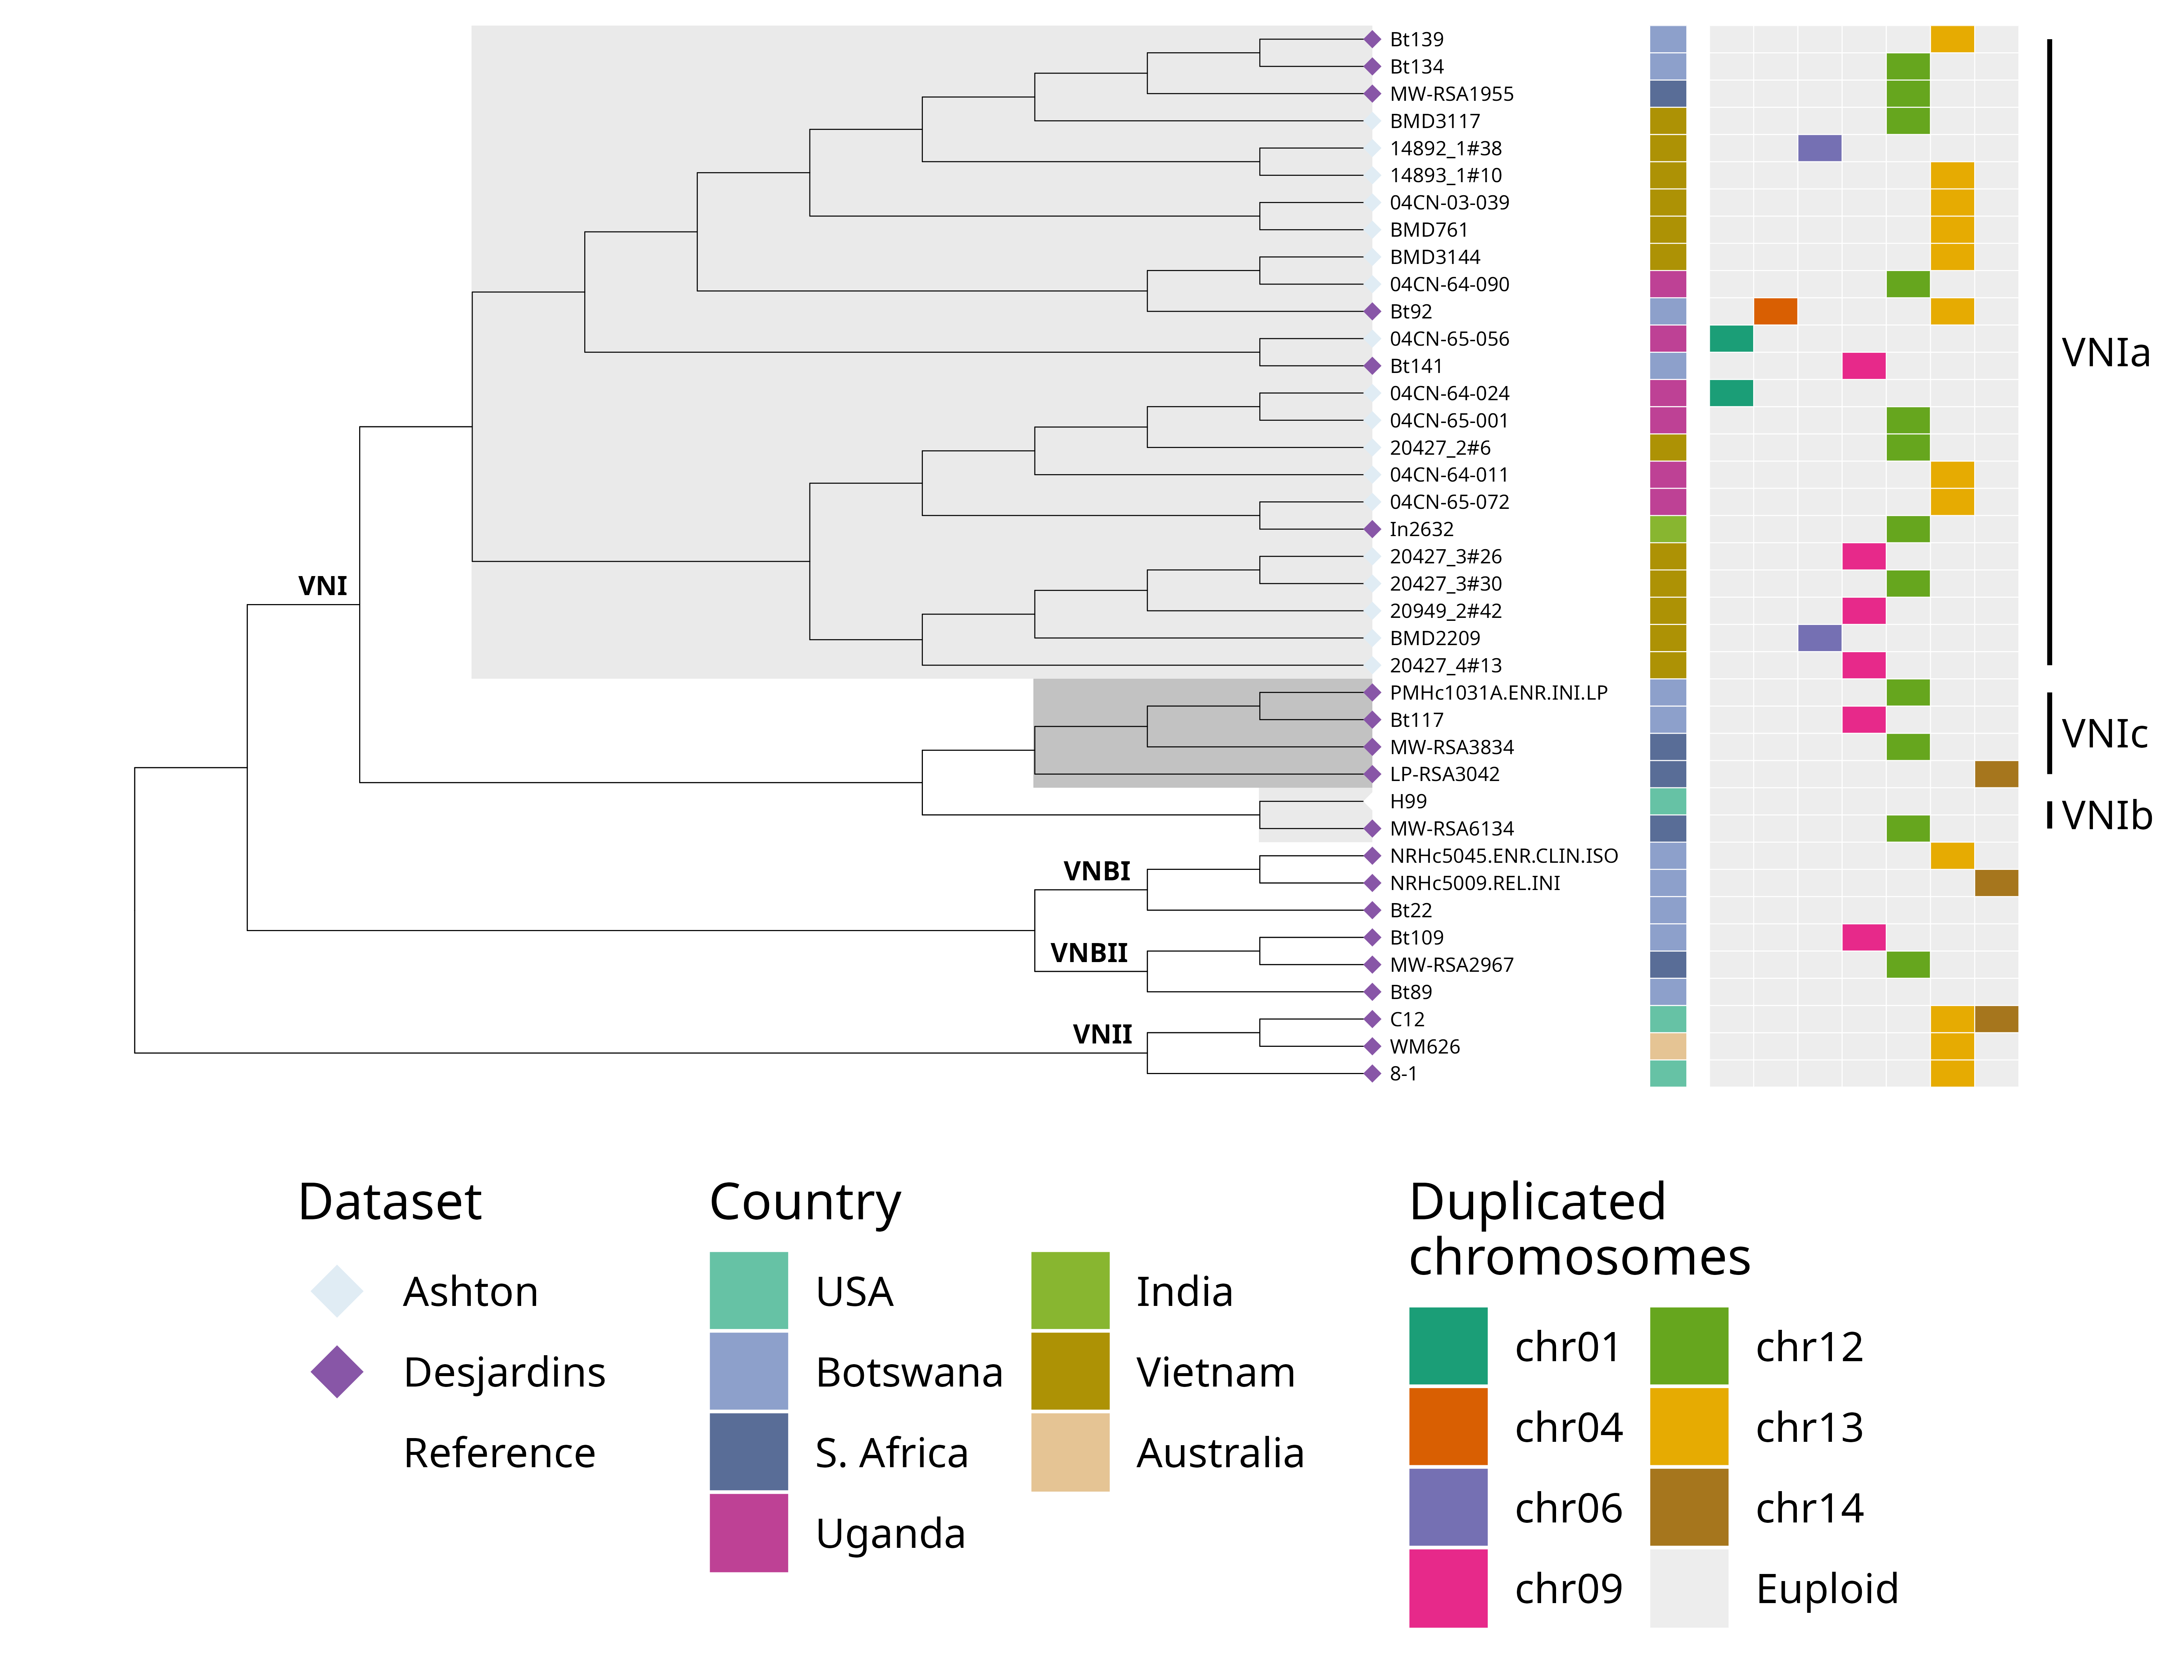 Bt139
Bt134
MW-RSA1955
BMD3117
14892_1#38
14893_1#10
04CN-03-039
BMD761
BMD3144
04CN-64-090
Bt92
04CN-65-056
VNIa
Bt141
04CN-64-024
04CN-65-001
20427_2#6
04CN-64-011
04CN-65-072
In2632
20427_3#26
VNI
20427_3#30
20949_2#42
BMD2209
20427_4#13
PMHc1031A.ENR.INI.LP
Bt117
VNIc
MW-RSA3834
LP-RSA3042
H99
VNIb
MW-RSA6134
NRHc5045.ENR.CLIN.ISO
VNBI
NRHc5009.REL.INI
Bt22
Bt109
VNBII
MW-RSA2967
Bt89
C12
VNII
WM626
8-1
Dataset
Ashton
Desjardins
Reference
Country
USA
Botswana
S. Africa
Uganda
India
Vietnam
Australia
Duplicated
chromosomes
chr01
chr04
chr06
chr09
chr12
chr13
chr14
Euploid